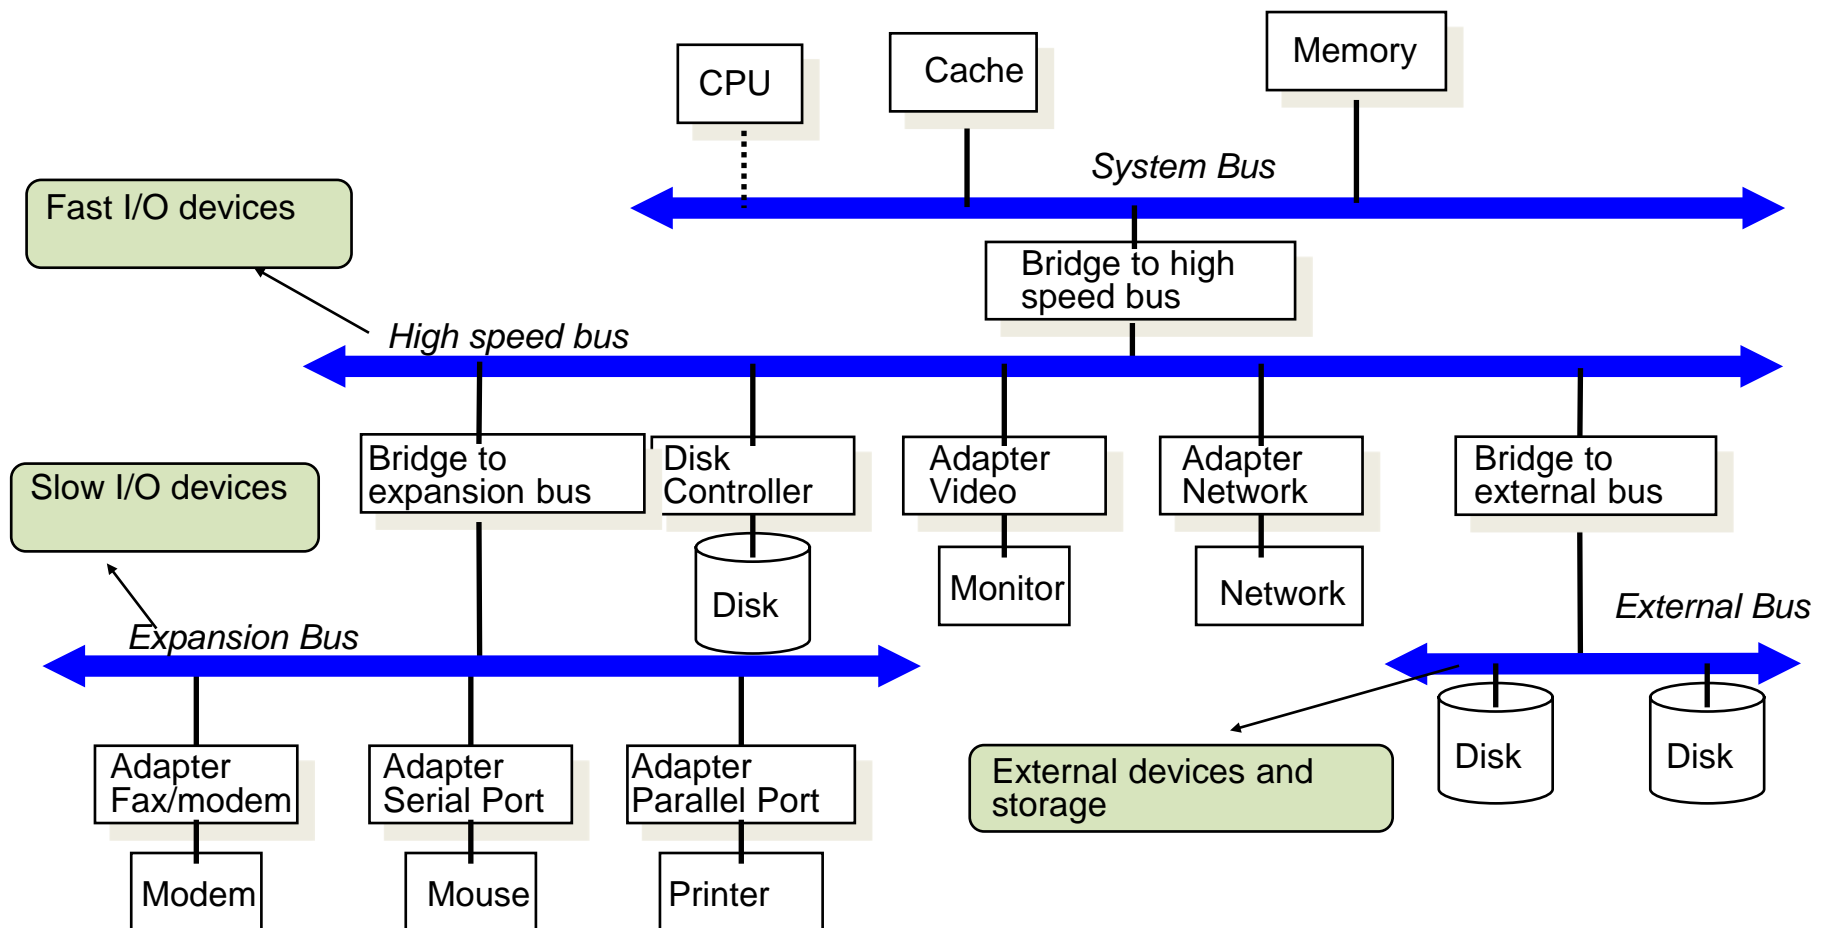 CPU
Cache
Memory
System Bus
Fast I/O devices
Bridge to high
speed bus
High speed bus
Bridge to
expansion bus
Disk
Controller
Adapter
Video
Adapter
Network
Bridge to
external bus
Slow I/O devices
Disk
Monitor
Network
External Bus
Expansion Bus
Adapter
Fax/modem
Adapter
Serial Port
Adapter
Parallel Port
External devices and
storage
Disk
Disk
Modem
Mouse
Printer